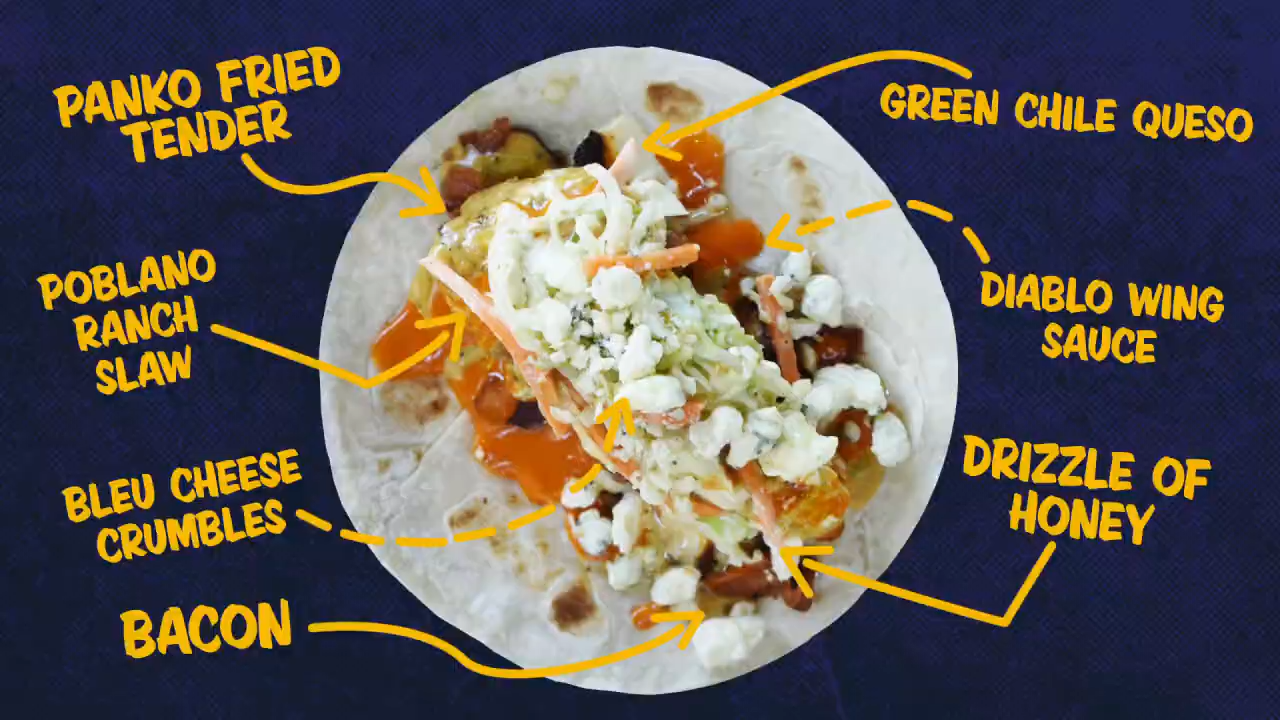 PANKO FRIED
TENDER
GREEN CHILE QUESO
POBLANO
RANCH
SLAW
DIABLO WING
SAUCE
BLEU CHEESE
CRUMBLES
DRIZZLE OF
HONEY
BACON